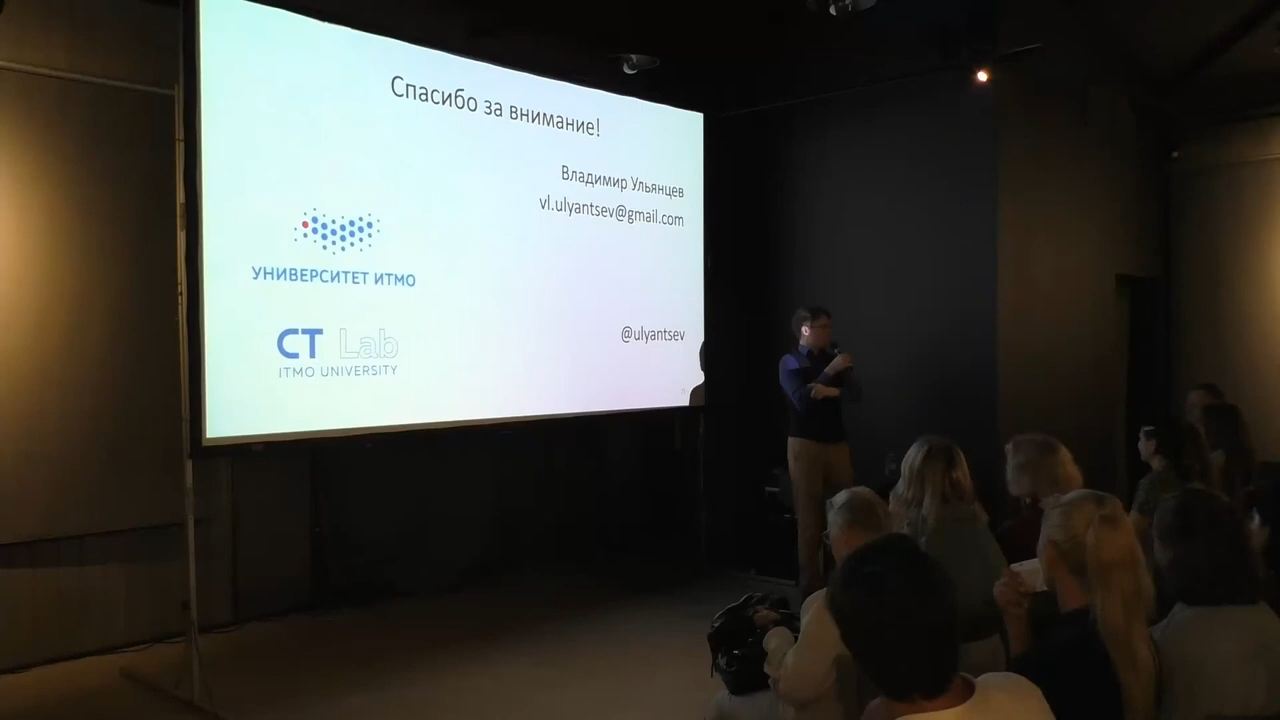 Спасибо за внимание!
Владимир Ульянцев
vl.ulyantsev@gmail.com
УНИВЕРСИТЕТ ИТМО
@ulyantsev
CT Lab
ITMO UNIVERSITY